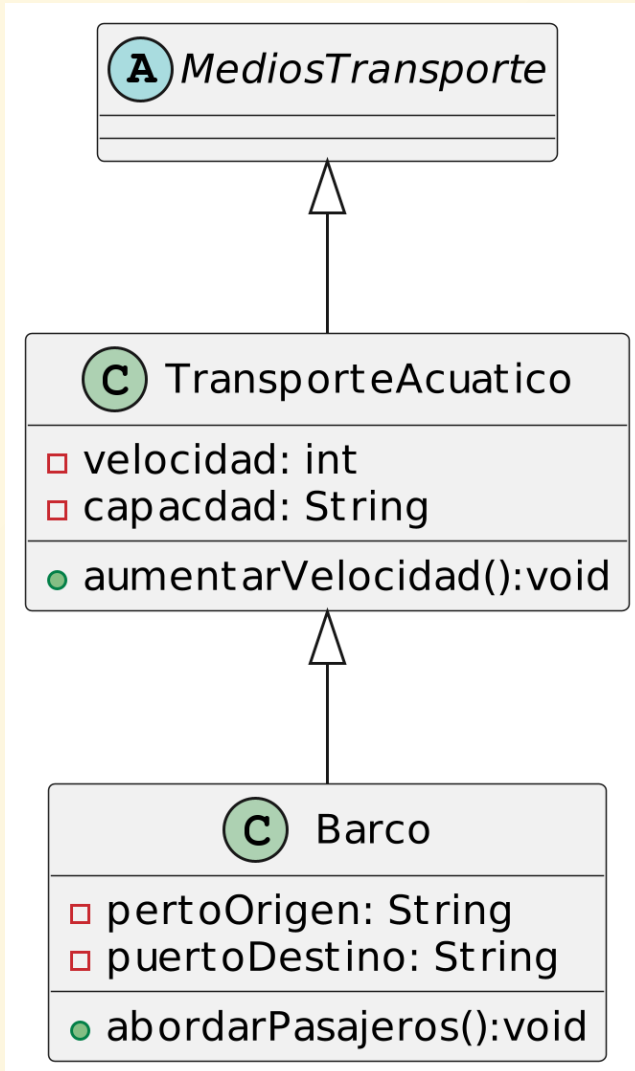 A MediosTransporte
C TransporteAcuatico
velocidad: int
capacdad: String
aumentarVelocidad():void
C Barco
pertoOrigen: String
puertoDestino: String
abordarPasajeros():void